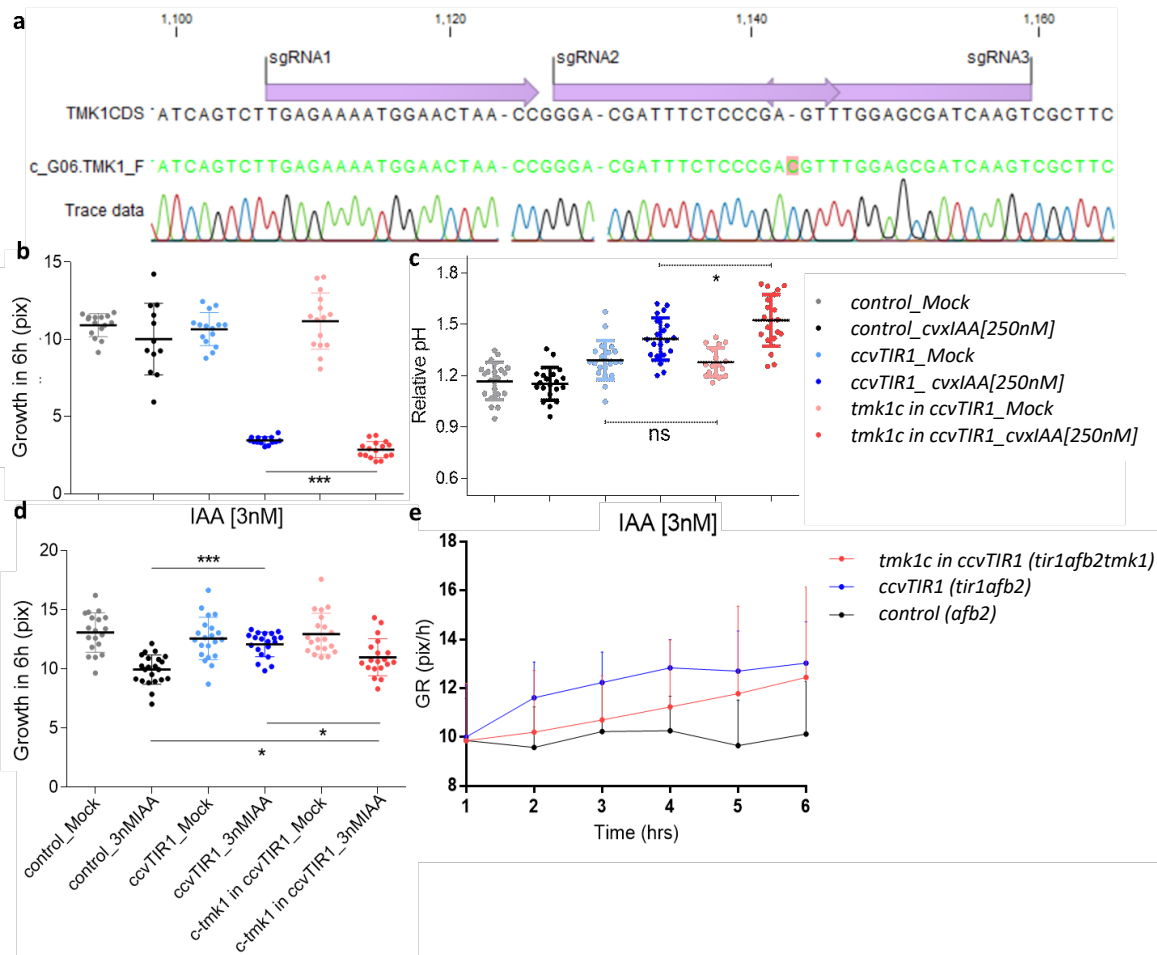 a
1,100 1,120 1,140 1,160
sgRNA1 sgRNA2 sgRNA3
TMK1CDS ATCAGTCTTGAGAAAATGGAACTAA-CCGGGA-CGATTTCTCCCGA-GTTTGGAGCGATCAAGTCGCTTC
c_G06.TMK1_F ATCAGTCTTGAGAAAATGGAACTAA-CCGGGA-CGATTTCTCCCGACGTTTGGAGCGATCAAGTCGCTTC
Trace data
b
Growth in 6h (pix)
15
10
5
0
***
c
Relative pH
1.8
1.5
1.2
0.9
0.6
*
ns
control_Mock
control_cvxIAA[250nM]
ccvTIR1_Mock
ccvTIR1_ cvxIAA[250nM]
tmk1c in ccvTIR1_Mock
tmk1c in ccvTIR1_cvxIAA[250nM]
d
IAA [3nM]
Growth in 6h (pix)
20
15
10
5
0
***
*
*
control_Mock
control_3nMIAA
ccvTIR1_Mock
ccvTIR1_3nMIAA
c-tmk1 in ccvTIR1_Mock
c-tmk1 in ccvTIR1_3nMIAA
e
IAA [3nM]
GR (pix/h)
18
16
14
12
10
8
1 2 3 4 5 6
Time (hrs)
tmk1c in ccvTIR1 (tir1afb2tmk1)
ccvTIR1 (tir1afb2)
control (afb2)